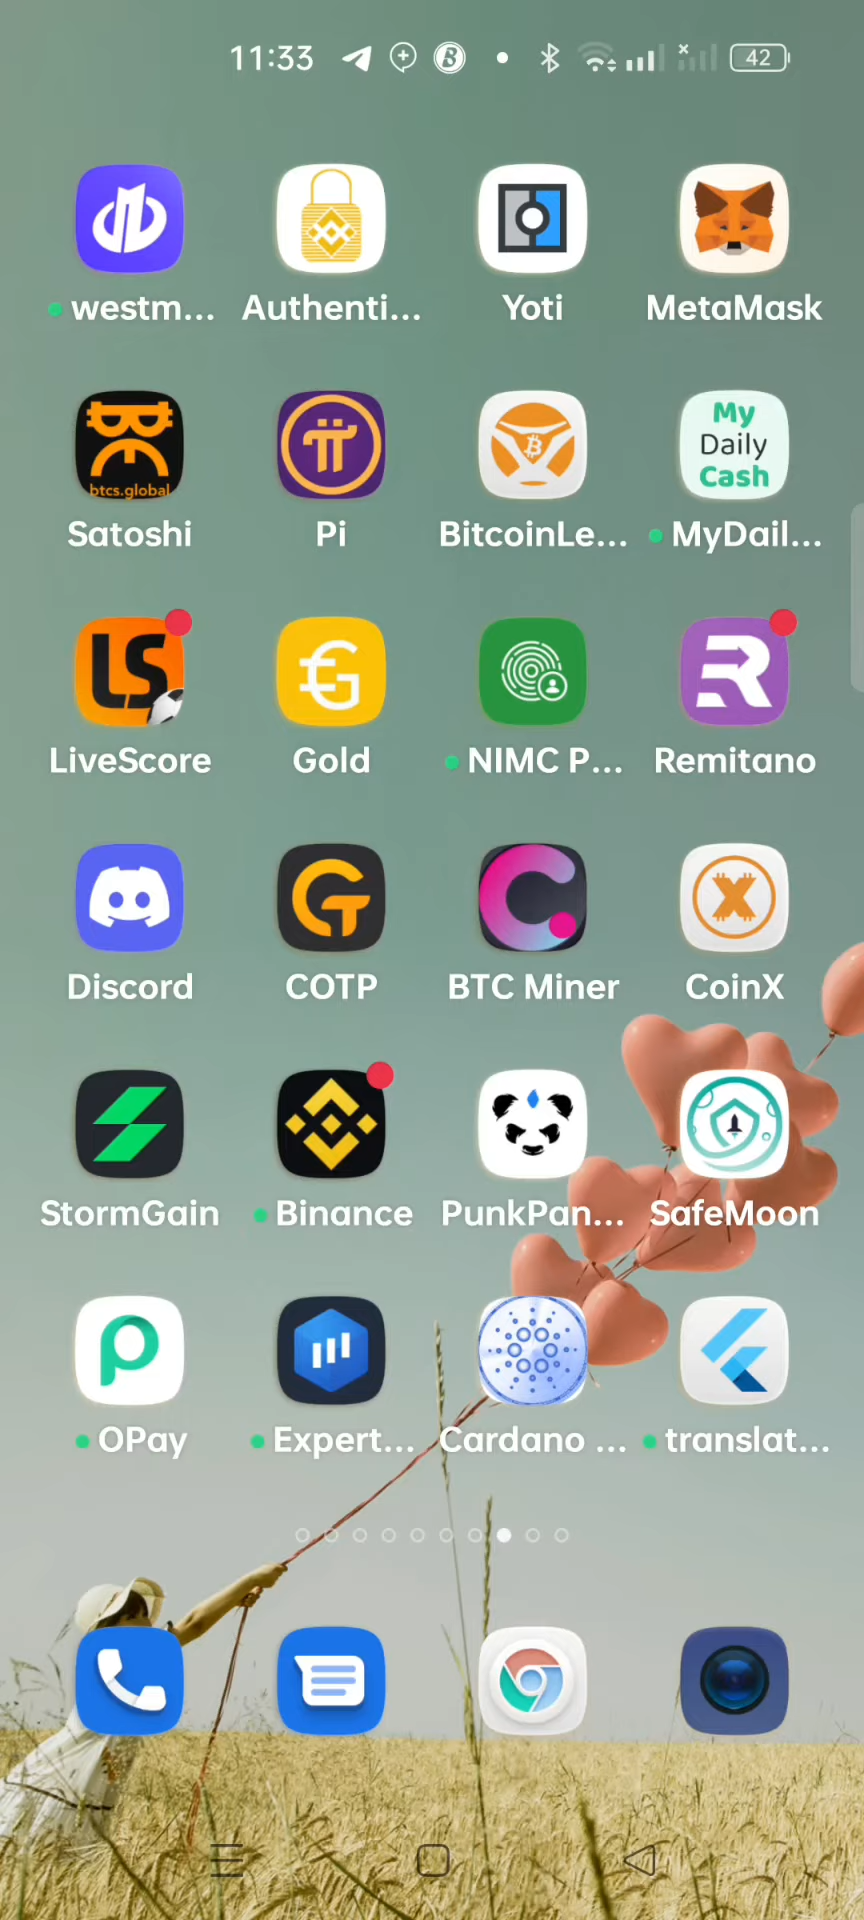 11:33
42
westm...
Authenti...
Yoti
MetaMask
btcs.global
My
Daily
Cash
Satoshi
Pi
BitcoinLe...
MyDail...
LS
R
LiveScore
Gold
NIMC P...
Remitano
Discord
COTP
BTC Miner
CoinX
StormGain
Binance
PunkPan...
SafeMoon
OPay
Expert...
Cardano ...
translat...